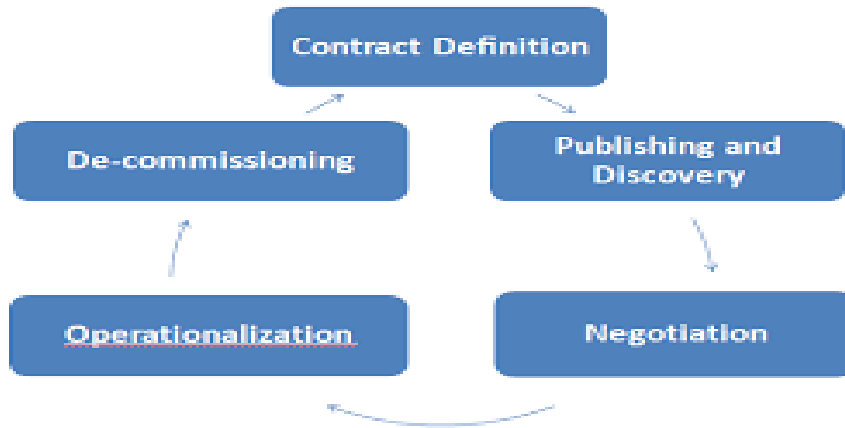 Contract Definition
De-commissioning
Publishing and
Discovery
Operationalization
Negotiation